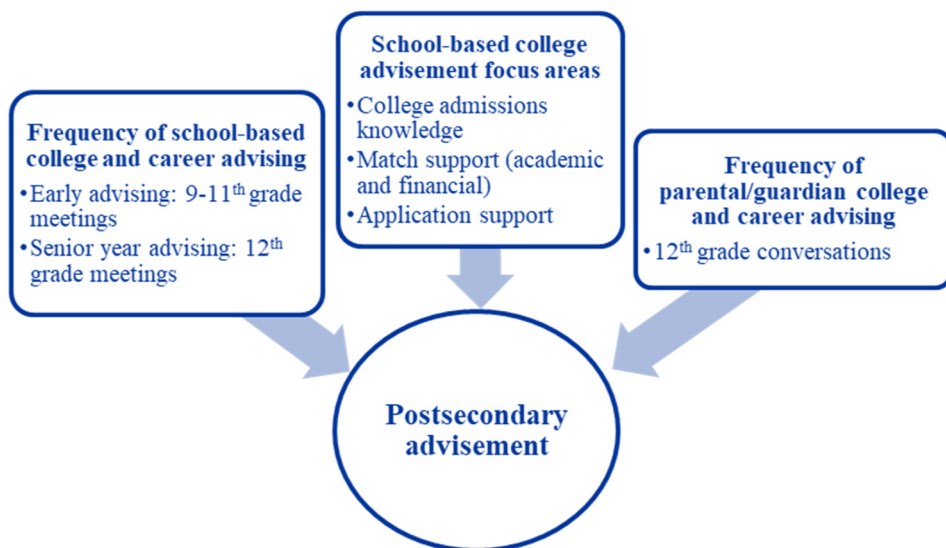 Frequency of school-based
college and career advising
•Early advising: 9-11th grade
meetings
•Senior year advising: 12th
grade meetings
School-based college
advisement focus areas
•College admissions
knowledge
•Match support (academic
and financial)
•Application support
Frequency of
parental/guardian college
and career advising
•12th grade conversations
Postsecondary
advisement